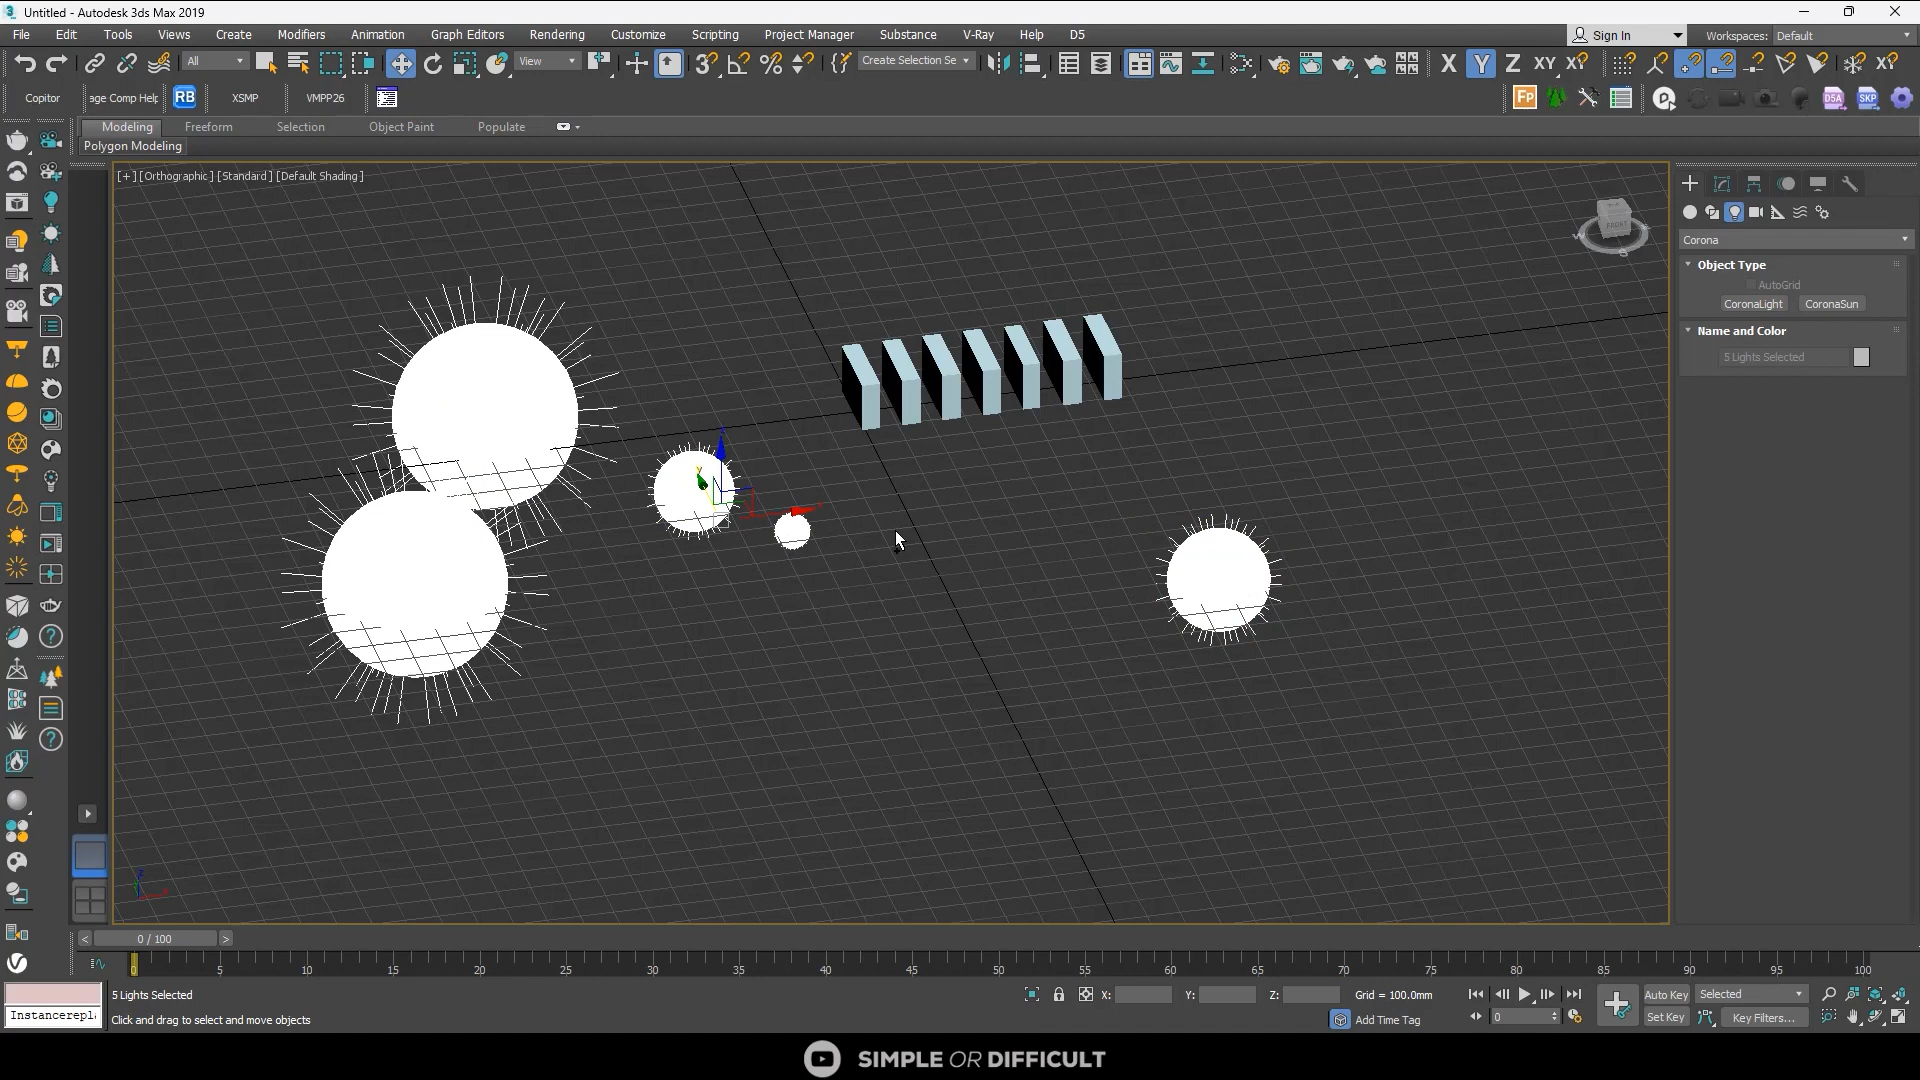 Untitled - Autodesk 3ds Max 2019
File Edit Tools Views Create Modifiers Animation Graph Editors Rendering Customize Scripting Project Manager Substance V-Ray Help D5 Sign In Workspaces: Default
All View Create Selection Se X Y Z XY
Copitor age Comp Help RB XSMP VMPP26 Fp D5A SKP
Modeling Freeform Selection Object Paint Populate
Polygon Modeling
[+] [Orthographic] [Standard] [Default Shading]
FRONT
Corona
Object Type
AutoGrid
CoronaLight CoronaSun
Name and Color
5 Lights Selected
< 0 / 100 >
0 5 10 15 20 25 30 35 40 45 50 55 60 65 70 75 80 85 90 95 100
5 Lights Selected X: Y: Z: Grid = 100.0mm Auto Key Selected
Instancerepl
Click and drag to select and move objects Add Time Tag 0 Set Key Key Filters...
SIMPLE OR DIFFICULT